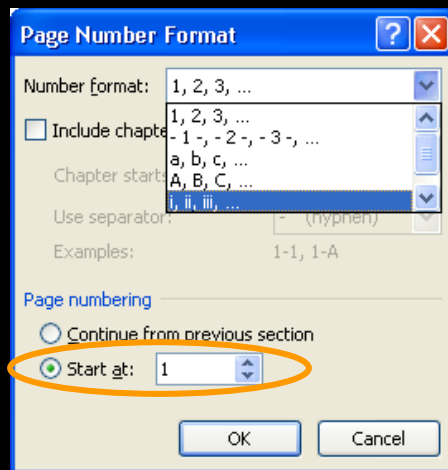 Page Number Format
Number format: 1, 2, 3, ...
1, 2, 3, ...
- 1 -, - 2 -, - 3 -, ...
a, b, c, ...
A, B, C, ...
i, ii, iii, ...
Include chapte
Chapter starts
Use separator: - (hyphen)
Examples: 1-1, 1-A
Page numbering
Continue from previous section
Start at: 1
OK Cancel